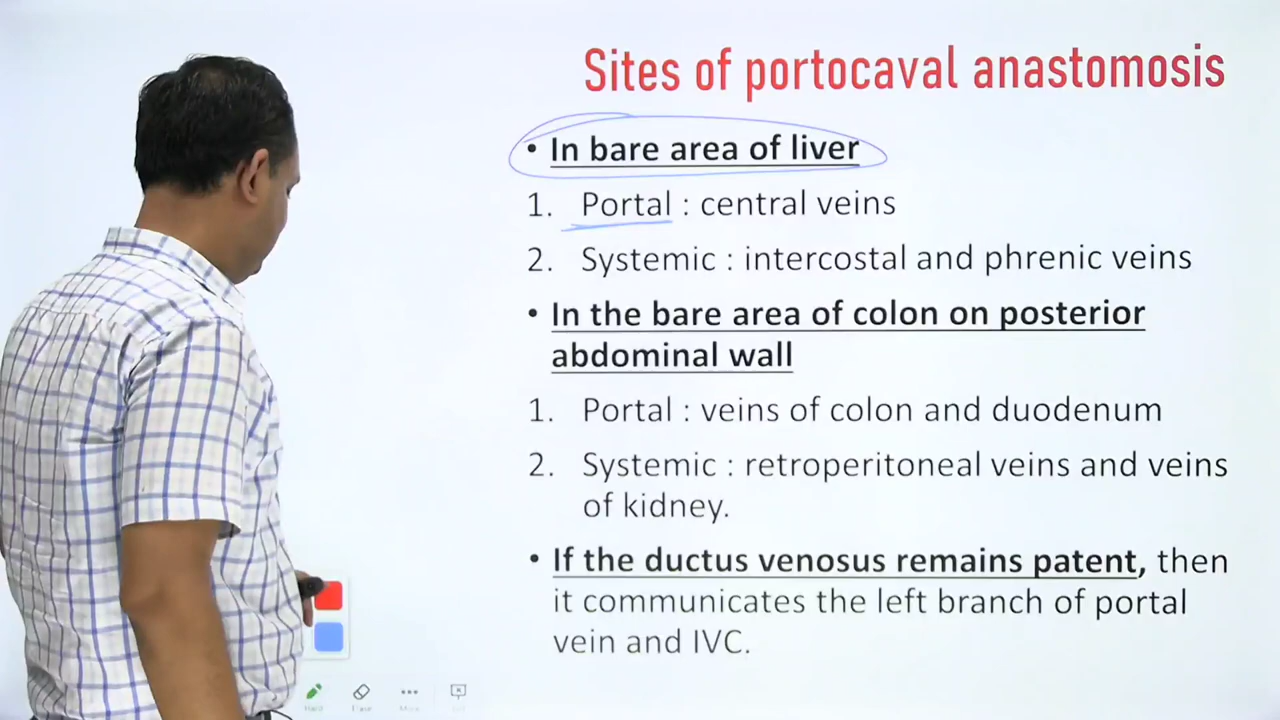 Sites of portocaval anastomosis
• In bare area of liver
1. Portal : central veins
2. Systemic : intercostal and phrenic veins
• In the bare area of colon on posterior
abdominal wall
1. Portal : veins of colon and duodenum
2. Systemic : retroperitoneal veins and veins
of kidney.
• If the ductus venosus remains patent, then
it communicates the left branch of portal
vein and IVC.